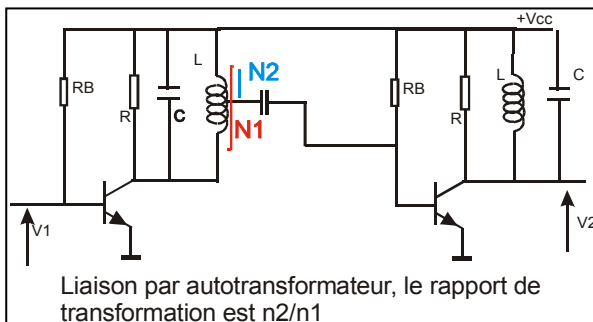 +Vcc
RB
R
C
L
N2
N1
RB
R
L
C
V1
V2
Liaison par autotransformateur, le rapport de
transformation est n2/n1